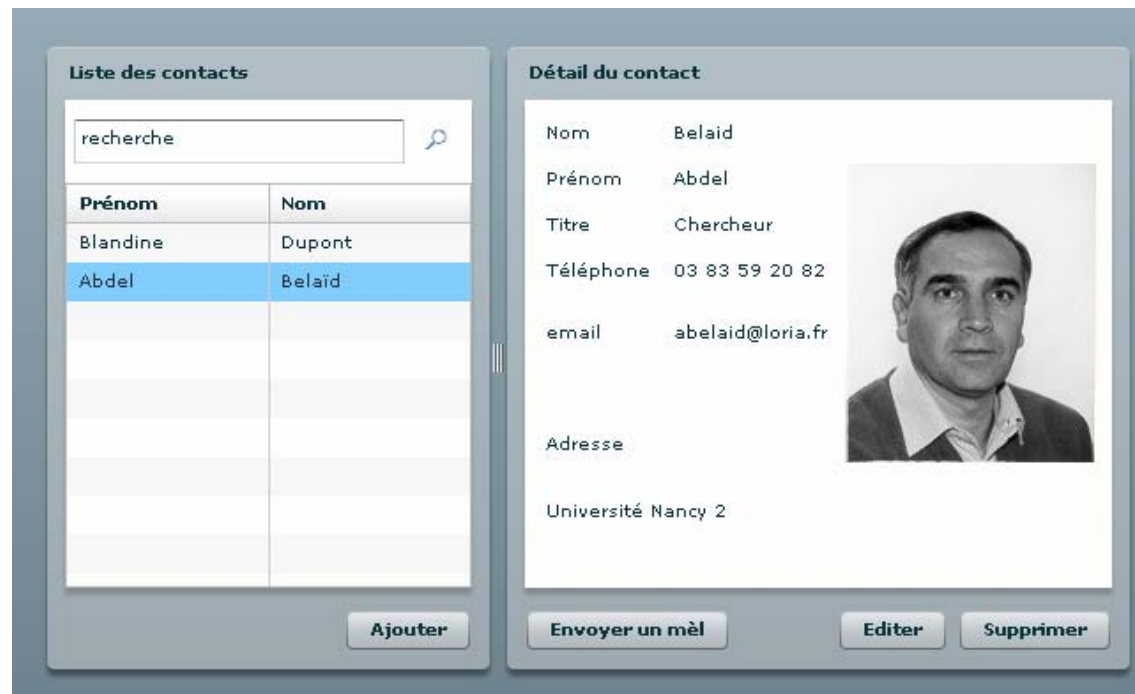 Liste des contacts
recherche
Prénom Nom
Blandine Dupont
Abdel Belaïd
Ajouter
Détail du contact
Nom Belaid
Prénom Abdel
Titre Chercheur
Téléphone 03 83 59 20 82
email abelaid@loria.fr
Adresse
Université Nancy 2
Envoyer un mèl Editer Supprimer